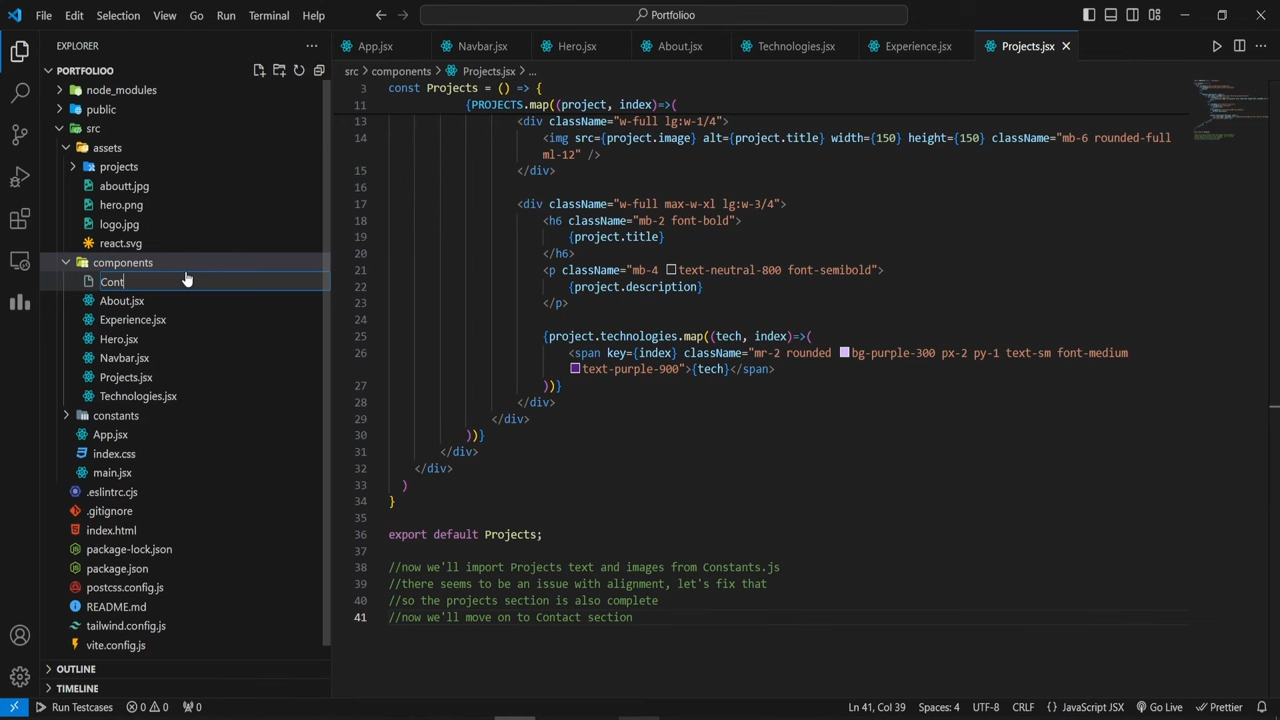 File Edit Selection View Go Run Terminal Help
Portfolioo
EXPLORER
App.jsx Navbar.jsx Hero.jsx About.jsx Technologies.jsx Experience.jsx Projects.jsx
PORTFOLIOO
src > components > Projects.jsx > ...
node_modules
public
src
assets
projects
aboutt.jpg
hero.png
logo.jpg
react.svg
components
Cont
About.jsx
Experience.jsx
Hero.jsx
Navbar.jsx
Projects.jsx
Technologies.jsx
constants
App.jsx
index.css
main.jsx
.eslintrc.cjs
.gitignore
index.html
package-lock.json
package.json
postcss.config.js
README.md
tailwind.config.js
vite.config.js
OUTLINE
TIMELINE
3 const Projects = () => {
11 {PROJECTS.map((project, index)=>(
13 <div className="w-full lg:w-1/4">
14 <img src={project.image} alt={project.title} width={150} height={150} className="mb-6 rounded-full
ml-12" />
15 </div>
16
17 <div className="w-full max-w-xl lg:w-3/4">
18 <h6 className="mb-2 font-bold">
19 {project.title}
20 </h6>
21 <p className="mb-4 text-neutral-800 font-semibold">
22 {project.description}
23 </p>
24
25 {project.technologies.map((tech, index)=>(
26 <span key={index} className="mr-2 rounded bg-purple-300 px-2 py-1 text-sm font-medium
text-purple-900">{tech}</span>
27 ))}
28 </div>
29 </div>
30 ))}
31 </div>
32 </div>
33 )
34 }
35
36 export default Projects;
37
38 //now we'll import Projects text and images from Constants.js
39 //there seems to be an issue with alignment, let's fix that
40 //so the projects section is also complete
41 //now we'll move on to Contact section
Run Testcases 0 0 0 Ln 41, Col 39 Spaces: 4 UTF-8 CRLF {} JavaScript JSX Go Live Prettier